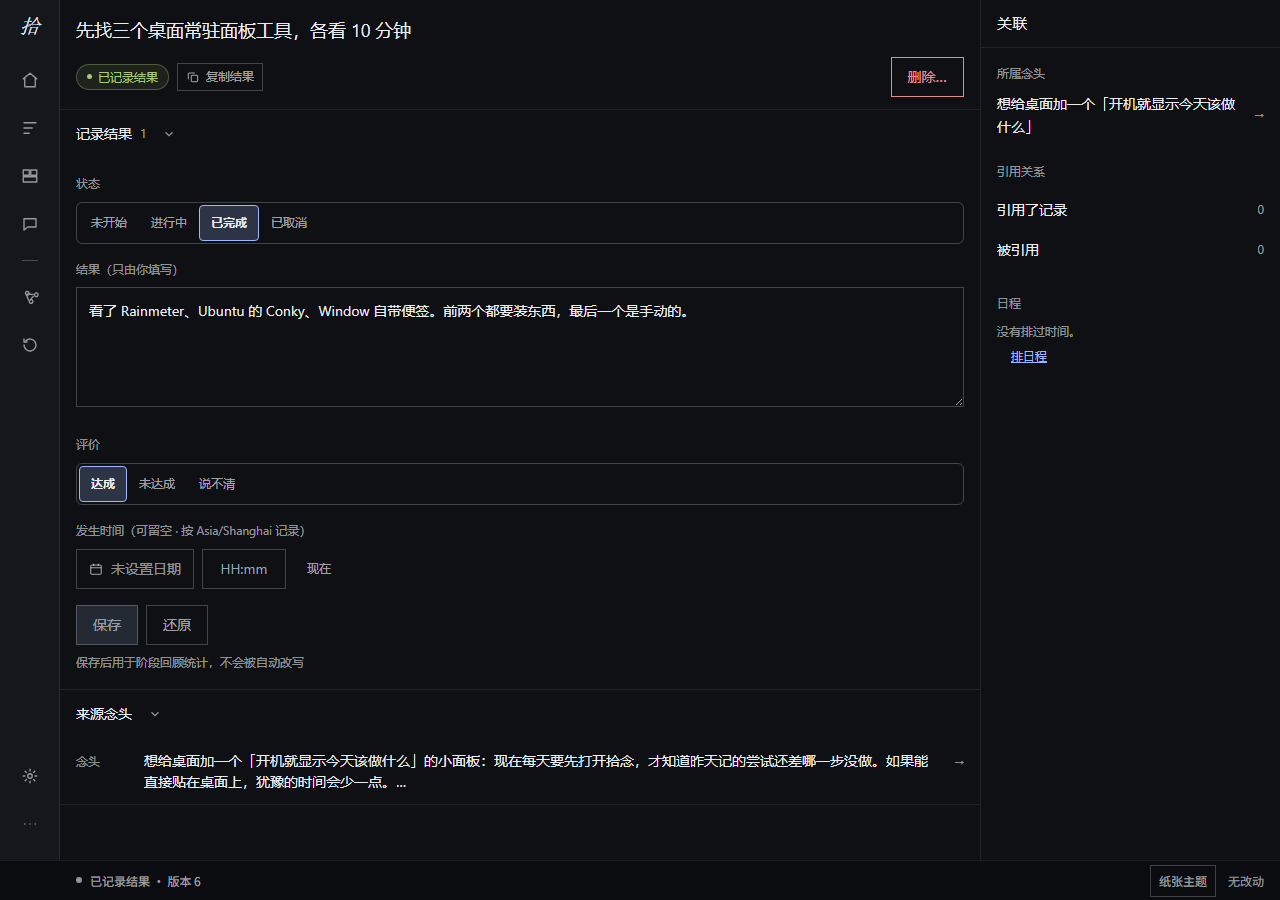 拾
先找三个桌面常驻面板工具，各看 10 分钟
已记录结果
复制结果
删除...
记录结果 1
状态
未开始 进行中 已完成 已取消
结果（只由你填写）
看了 Rainmeter、Ubuntu 的 Conky、Window 自带便签。前两个都要装东西，最后一个是手动的。
评价
达成 未达成 说不清
发生时间（可留空 · 按 Asia/Shanghai 记录）
未设置日期 HH:mm 现在
保存 还原
保存后用于阶段回顾统计，不会被自动改写
来源念头
念头
想给桌面加一个「开机就显示今天该做什么」的小面板：现在每天要先打开拾念，才知道昨天记的尝试还差哪一步没做。如果能
直接贴在桌面上，犹豫的时间会少一点。...
→
关联
所属念头
想给桌面加一个「开机就显示今天该做
什么」
→
引用关系
引用了记录 0
被引用 0
日程
没有排过时间。
排日程
已记录结果 • 版本 6
纸张主题 无改动